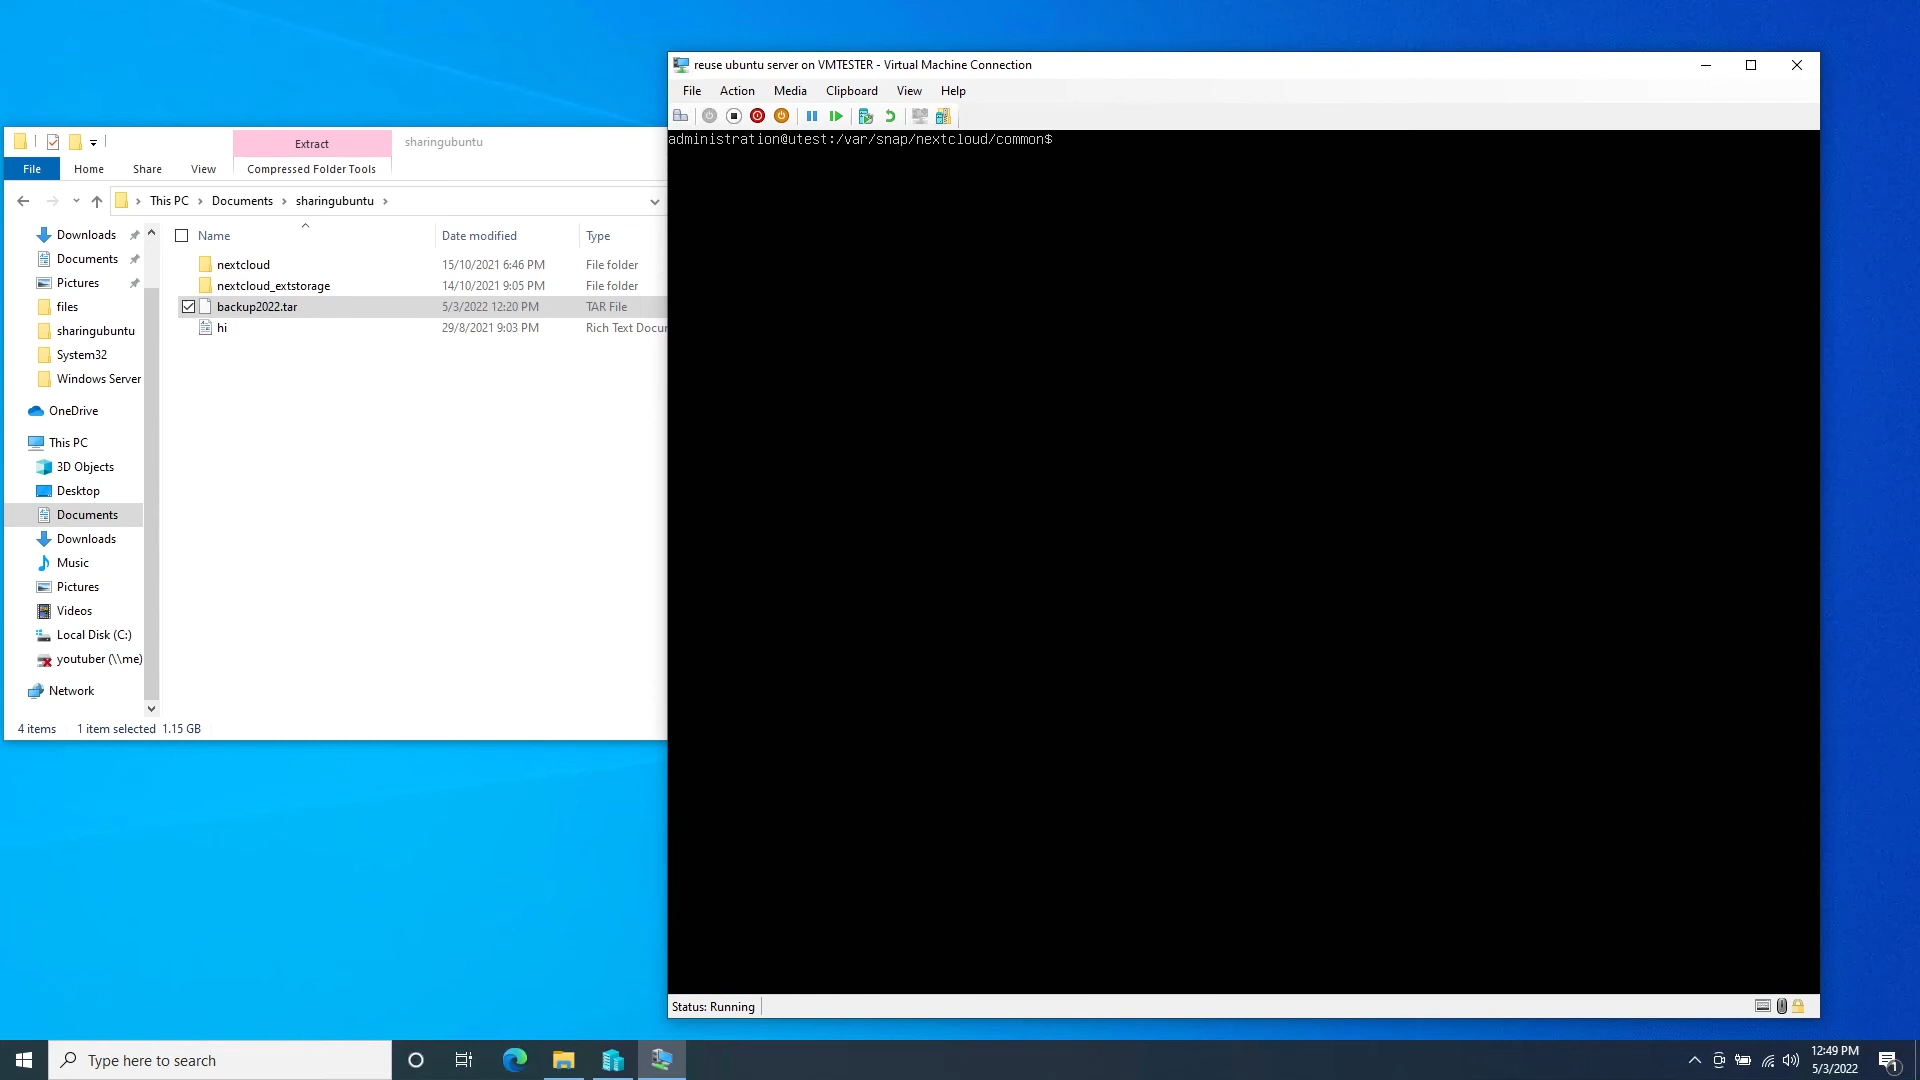 reuse ubuntu server on VMTESTER - Virtual Machine Connection
File Action Media Clipboard View Help
administration@utest:/var/snap/nextcloud/common$
Status: Running
Extract sharingubuntu
File Home Share View Compressed Folder Tools
This PC Documents sharingubuntu
Name Date modified Type
nextcloud 15/10/2021 6:46 PM File folder
nextcloud_extstorage 14/10/2021 9:05 PM File folder
backup2022.tar 5/3/2022 12:20 PM TAR File
hi 29/8/2021 9:03 PM Rich Text Docu
Downloads
Documents
Pictures
files
sharingubuntu
System32
Windows Server
OneDrive
This PC
3D Objects
Desktop
Documents
Downloads
Music
Pictures
Videos
Local Disk (C:)
youtuber (\\me)
Network
4 items 1 item selected 1.15 GB
Type here to search
12:49 PM
5/3/2022
1